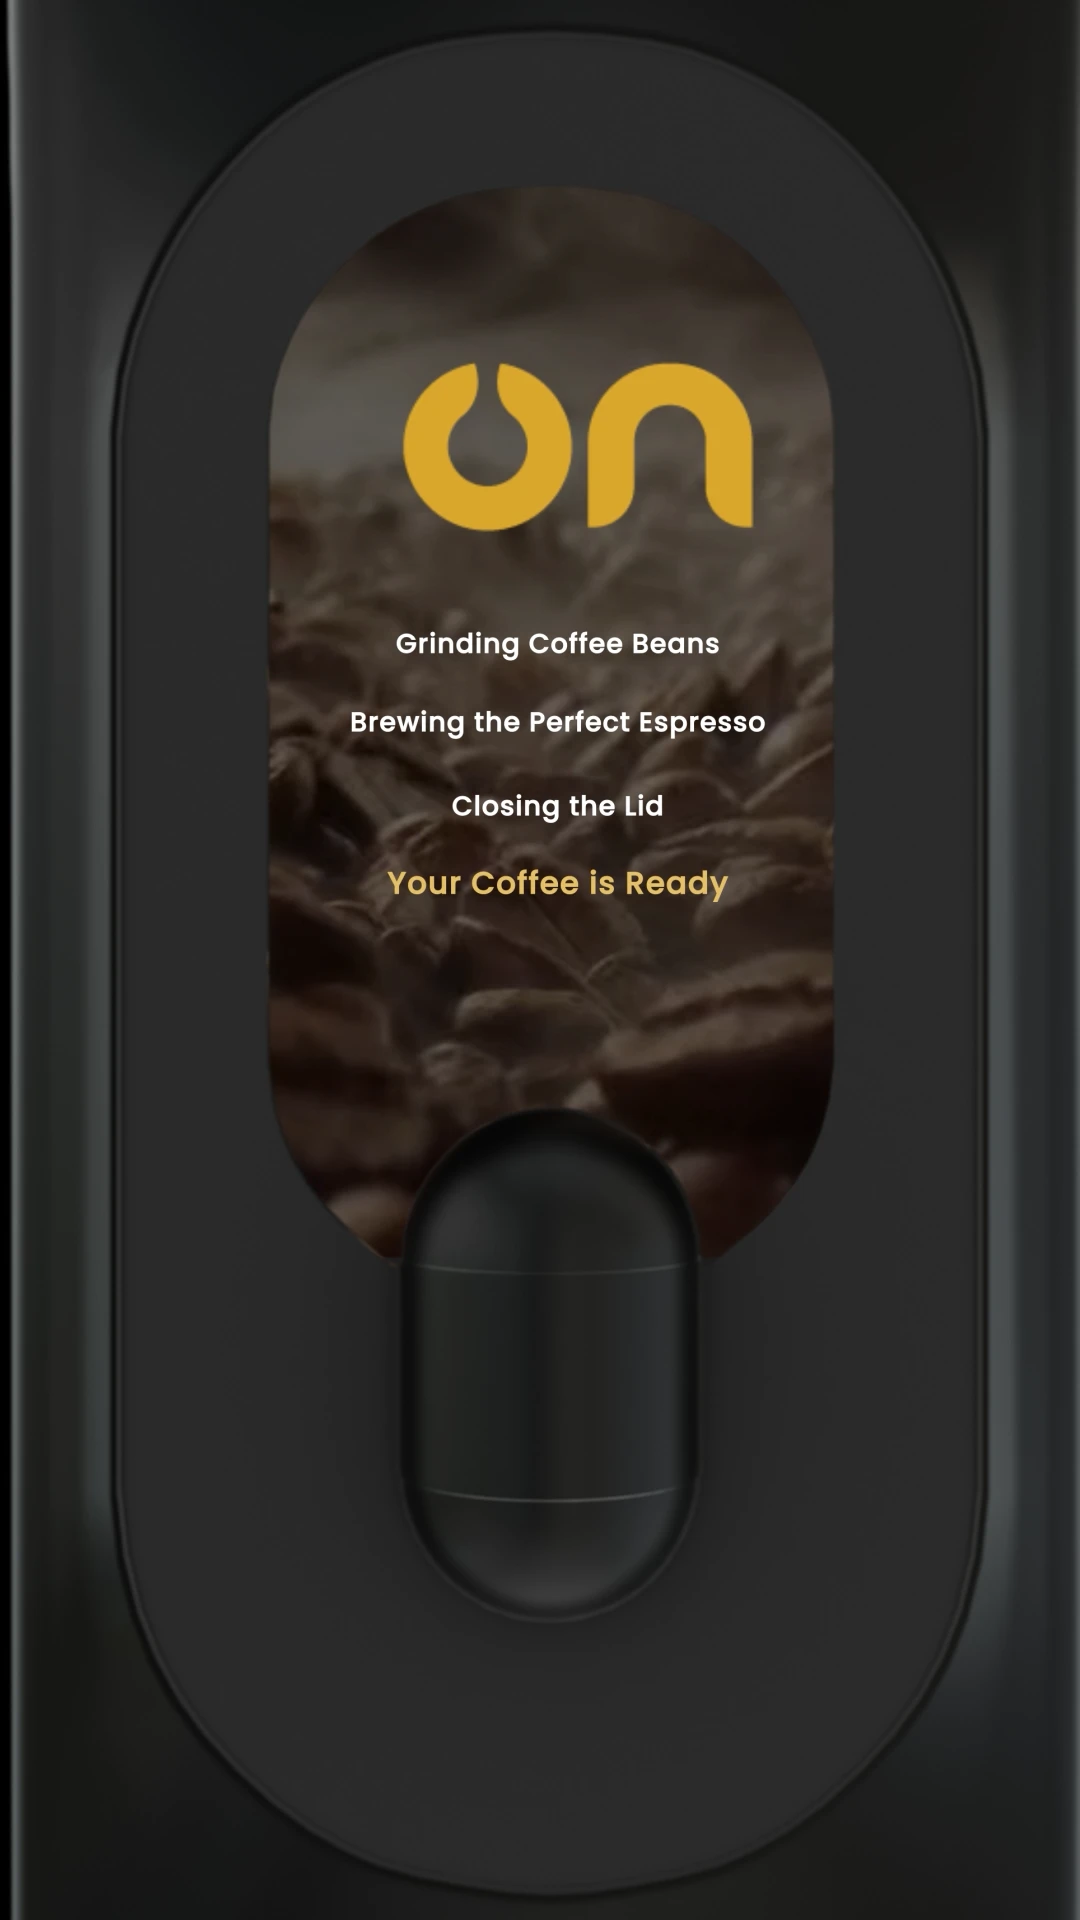 on
Grinding Coffee Beans
Brewing the Perfect Espresso
Closing the Lid
Your Coffee is Ready